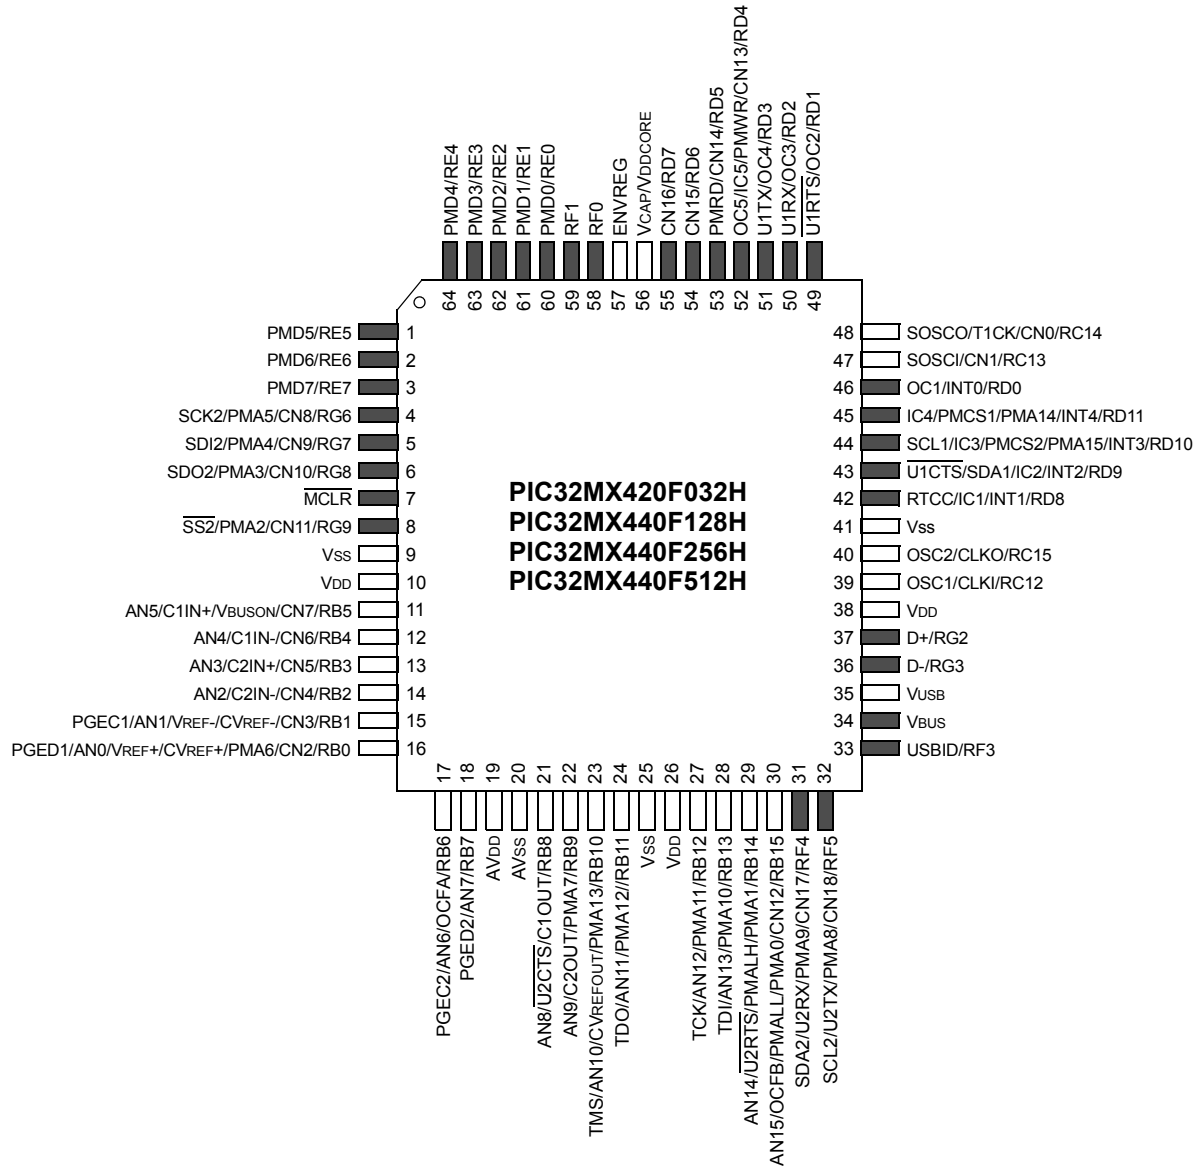 PMD4/RE4
PMD3/RE3
PMD2/RE2
PMD1/RE1
PMD0/RE0
RF1
RF0
ENVREG
VCAP/VDDCORE
CN16/RD7
CN15/RD6
PMRD/CN14/RD5
OC5/IC5/PMWR/CN13/RD4
U1TX/OC4/RD3
U1RX/OC3/RD2
U1RTS/OC2/RD1
64
63
62
61
60
59
58
57
56
55
54
53
52
51
50
49
PMD5/RE5 1
PMD6/RE6 2
PMD7/RE7 3
SCK2/PMA5/CN8/RG6 4
SDI2/PMA4/CN9/RG7 5
SDO2/PMA3/CN10/RG8 6
MCLR 7
SS2/PMA2/CN11/RG9 8
VSS 9
VDD 10
AN5/C1IN+/VBUSON/CN7/RB5 11
AN4/C1IN-/CN6/RB4 12
AN3/C2IN+/CN5/RB3 13
AN2/C2IN-/CN4/RB2 14
PGEC1/AN1/VREF-/CVREF-/CN3/RB1 15
PGED1/AN0/VREF+/CVREF+/PMA6/CN2/RB0 16
PIC32MX420F032H
PIC32MX440F128H
PIC32MX440F256H
PIC32MX440F512H
48 SOSCO/T1CK/CN0/RC14
47 SOSCI/CN1/RC13
46 OC1/INT0/RD0
45 IC4/PMCS1/PMA14/INT4/RD11
44 SCL1/IC3/PMCS2/PMA15/INT3/RD10
43 U1CTS/SDA1/IC2/INT2/RD9
42 RTCC/IC1/INT1/RD8
41 Vss
40 OSC2/CLKO/RC15
39 OSC1/CLKI/RC12
38 VDD
37 D+/RG2
36 D-/RG3
35 VUSB
34 VBUS
33 USBID/RF3
17
18
19
20
21
22
23
24
25
26
27
28
29
30
31
32
PGEC2/AN6/OCFA/RB6
PGED2/AN7/RB7
AVDD
AVSS
AN8/U2CTS/C1OUT/RB8
AN9/C2OUT/PMA7/RB9
TMS/AN10/CVREFOUT/PMA13/RB10
TDO/AN11/PMA12//RB11
VSS
VDD
TCK/AN12/PMA11/RB12
TDI/AN13/PMA10/RB13
AN14/U2RTS/PMALH/PMA1/RB14
AN15/OCFB/PMALL/PMA0/CN12/RB15
SDA2/U2RX/PMA9/CN17/RF4
SCL2/U2TX/PMA8/CN18/RF5